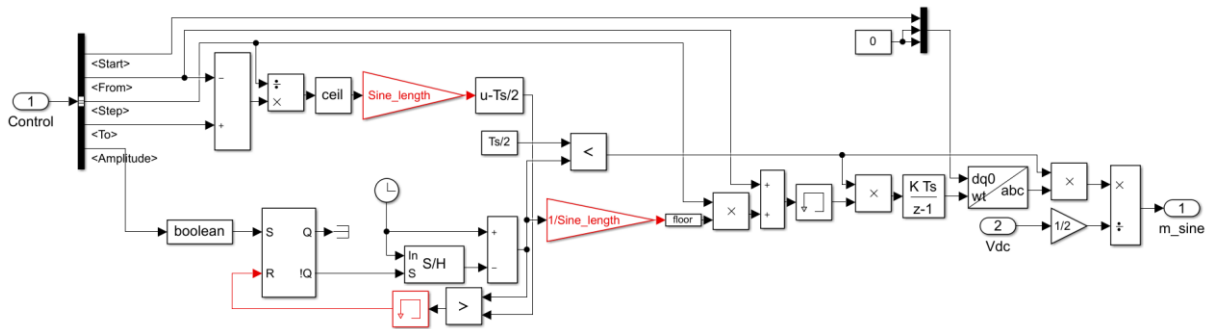 1
Control
<Start>
<From>
<Step>
<To>
<Amplitude>
−
+
÷
×
ceil
Sine_length
u-Ts/2
Ts/2
<
0
boolean
S
Q
R
!Q
In
S
S/H
+
−
>
1/Sine_length
floor
×
+
+
×
K Ts
z-1
dq0
wt
abc
×
×
÷
2
Vdc
1/2
1
m_sine